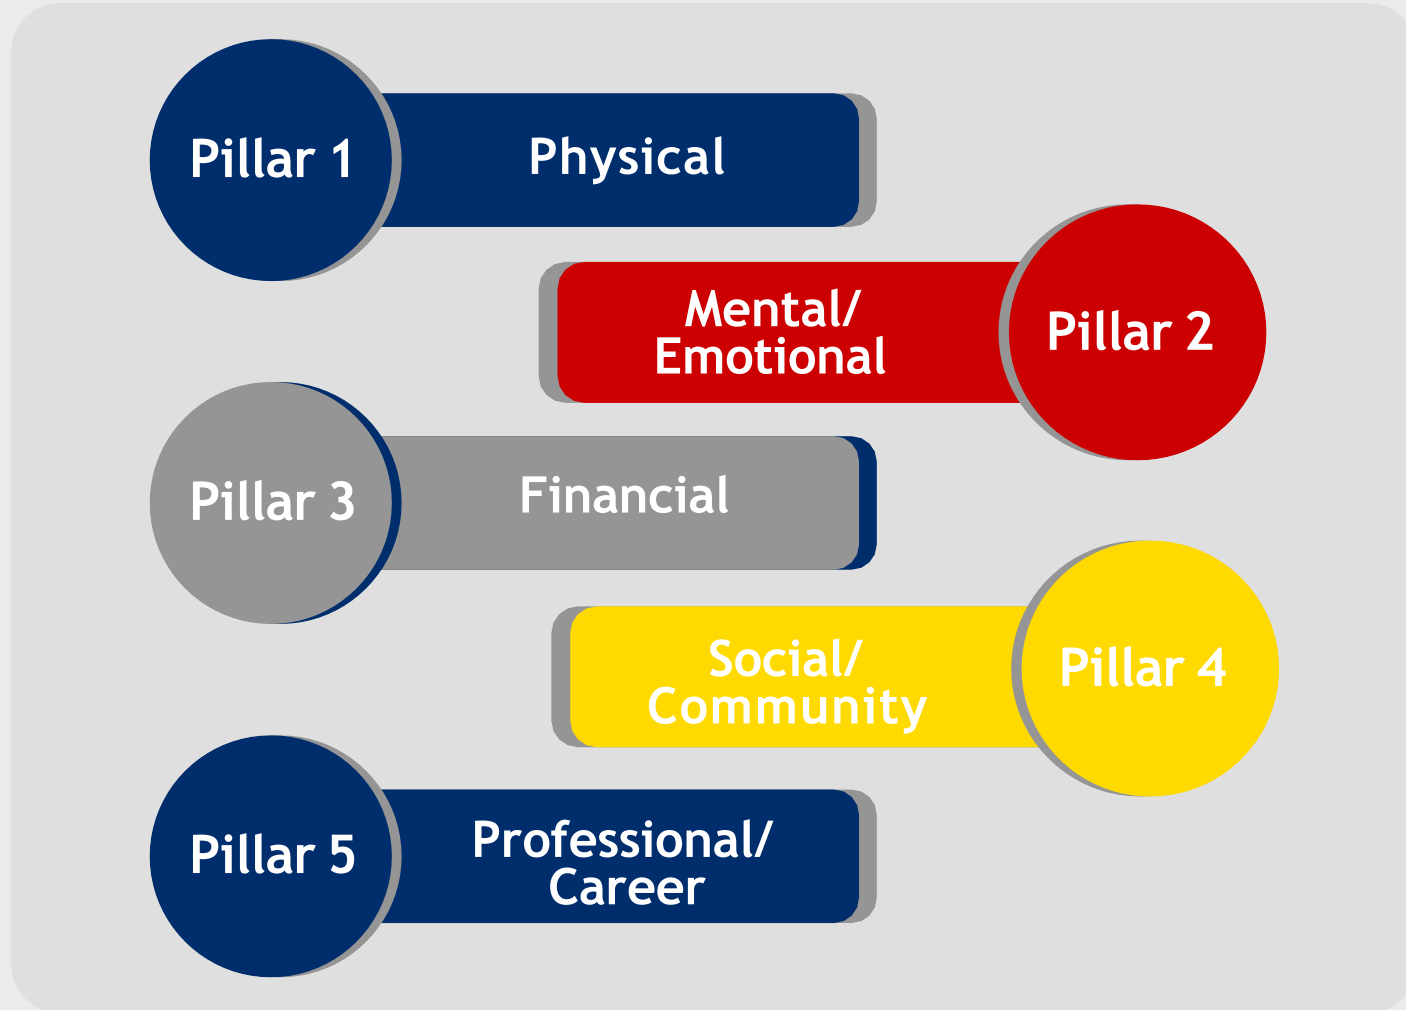 Pillar 1
Physical
Mental/
Emotional
Pillar 2
Pillar 3
Financial
Social/
Community
Pillar 4
Pillar 5
Professional/
Career